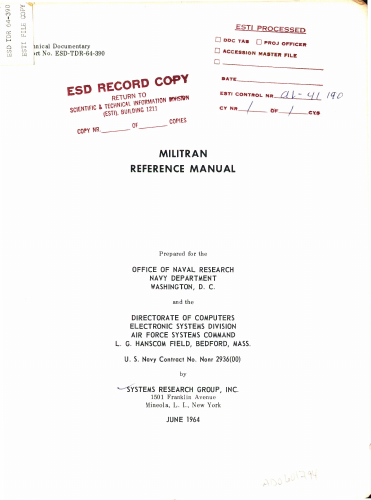 ESD TDR 64-390
ESTI FILE COPY
nical Documentary
rt No. ESD-TDR-64-390
ESTI PROCESSED
DDC TAB PROJ OFFICER
ACCESSION MASTER FILE
DATE
ESTI CONTROL NR AL-41190
CY NR 1 OF 1 CYS
ESD RECORD COPY
RETURN TO
SCIENTIFIC & TECHNICAL INFORMATION DIVISION
(ESTI), BUILDING 1211
COPY NR. OF COPIES
MILITRAN
REFERENCE MANUAL
Prepared for the
OFFICE OF NAVAL RESEARCH
NAVY DEPARTMENT
WASHINGTON, D. C.
and the
DIRECTORATE OF COMPUTERS
ELECTRONIC SYSTEMS DIVISION
AIR FORCE SYSTEMS COMMAND
L. G. HANSCOM FIELD, BEDFORD, MASS.
U. S. Navy Contract No. Nonr 2936(00)
by
SYSTEMS RESEARCH GROUP, INC.
1501 Franklin Avenue
Mineola, L. I., New York
JUNE 1964